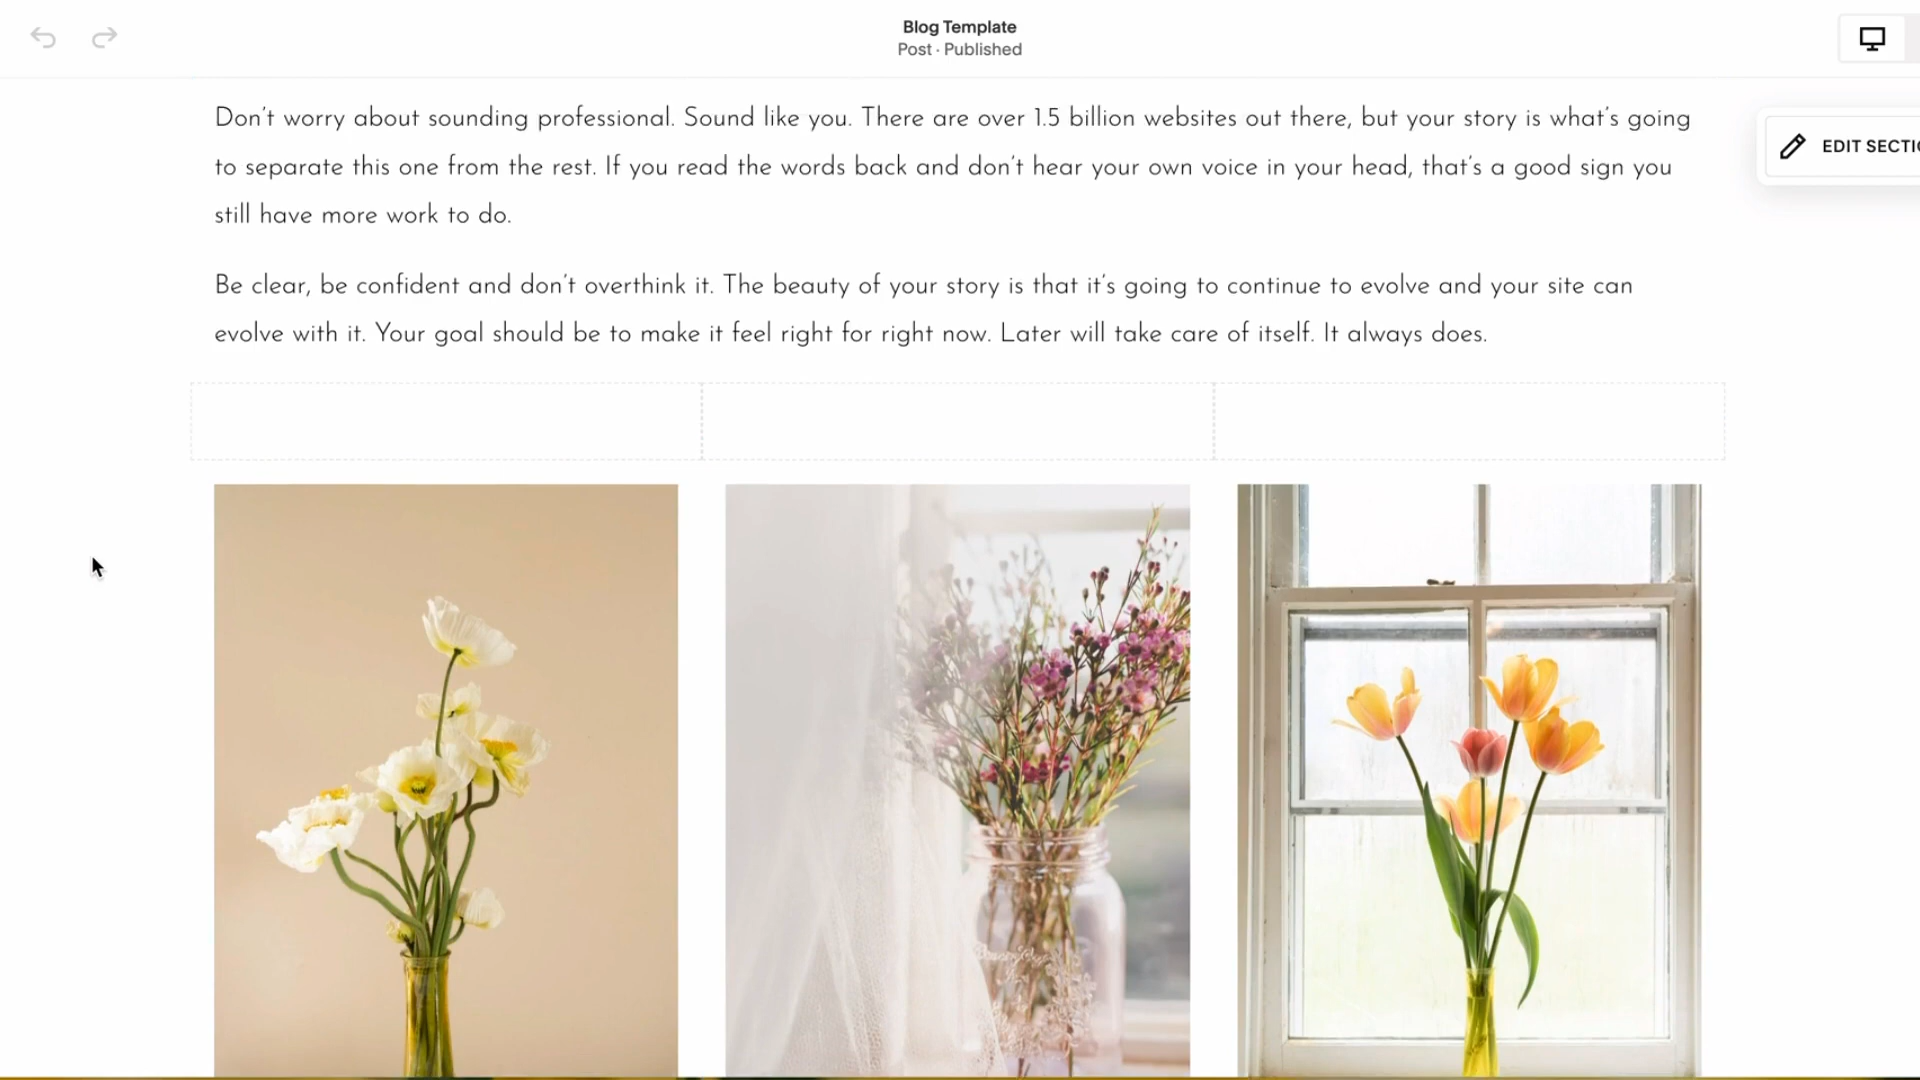 Blog Template
Post · Published
EDIT SECTIO
Don't worry about sounding professional. Sound like you. There are over 1.5 billion websites out there, but your story is what's going
to separate this one from the rest. If you read the words back and don't hear your own voice in your head, that's a good sign you
still have more work to do.
Be clear, be confident and don't overthink it. The beauty of your story is that it's going to continue to evolve and your site can
evolve with it. Your goal should be to make it feel right for right now. Later will take care of itself. It always does.